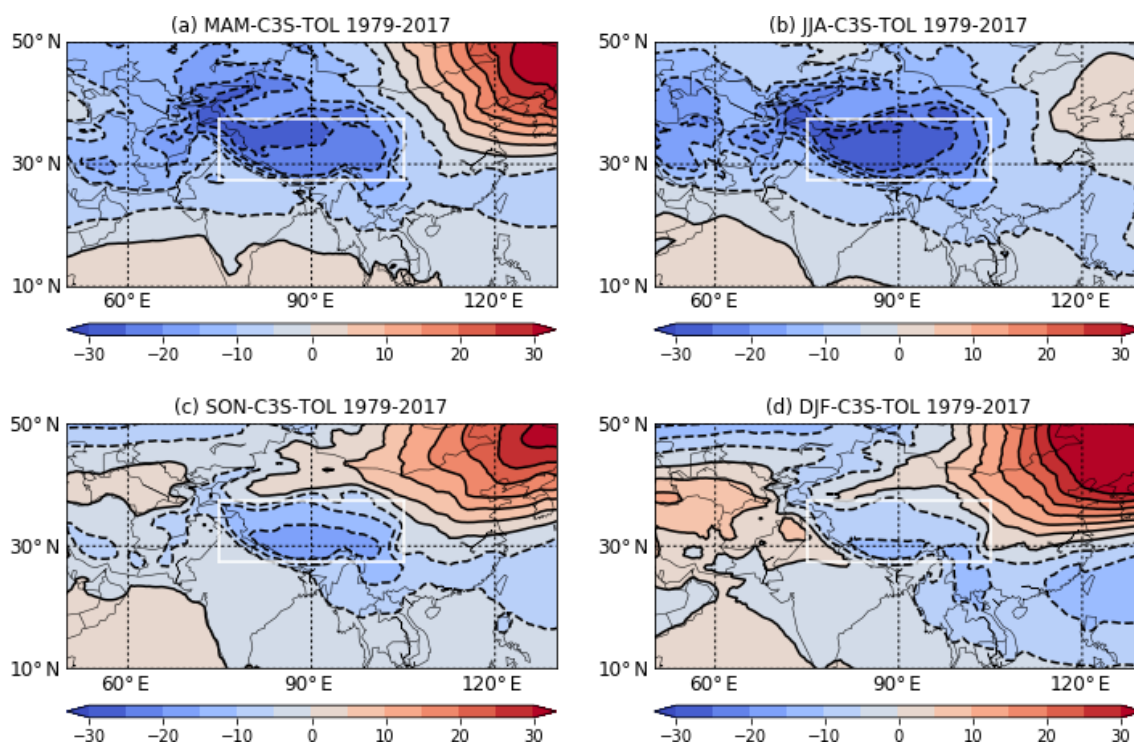 (a) MAM-C3S-TOL 1979-2017
50° N
30° N
10° N
60° E 90° E 120° E
−30 −20 −10 0 10 20 30
(b) JJA-C3S-TOL 1979-2017
50° N
30° N
10° N
60° E 90° E 120° E
−30 −20 −10 0 10 20 30
(c) SON-C3S-TOL 1979-2017
50° N
30° N
10° N
60° E 90° E 120° E
−30 −20 −10 0 10 20 30
(d) DJF-C3S-TOL 1979-2017
50° N
30° N
10° N
60° E 90° E 120° E
−30 −20 −10 0 10 20 30